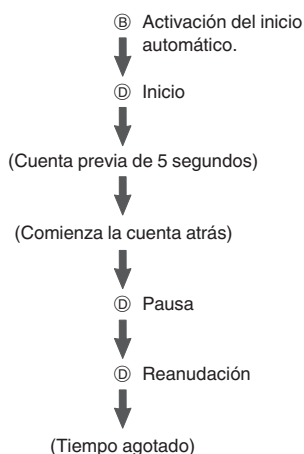 Ⓑ Activación del inicio
automático.
Ⓓ Inicio
(Cuenta previa de 5 segundos)
(Comienza la cuenta atrás)
Ⓓ Pausa
Ⓓ Reanudación
(Tiempo agotado)